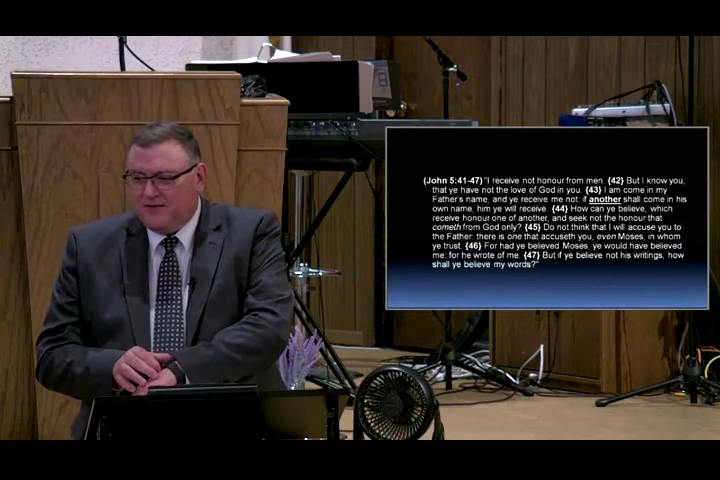 (John 5:41-47) "I receive not honour from men. {42} But I know you,
that ye have not the love of God in you. {43} I am come in my
Father's name, and ye receive me not: if another shall come in his
own name, him ye will receive. {44} How can ye believe, which
receive honour one of another, and seek not the honour that
cometh from God only? {45} Do not think that I will accuse you to
the Father: there is one that accuseth you, even Moses, in whom
ye trust. {46} For had ye believed Moses, ye would have believed
me: for he wrote of me. {47} But if ye believe not his writings, how
shall ye believe my words?"